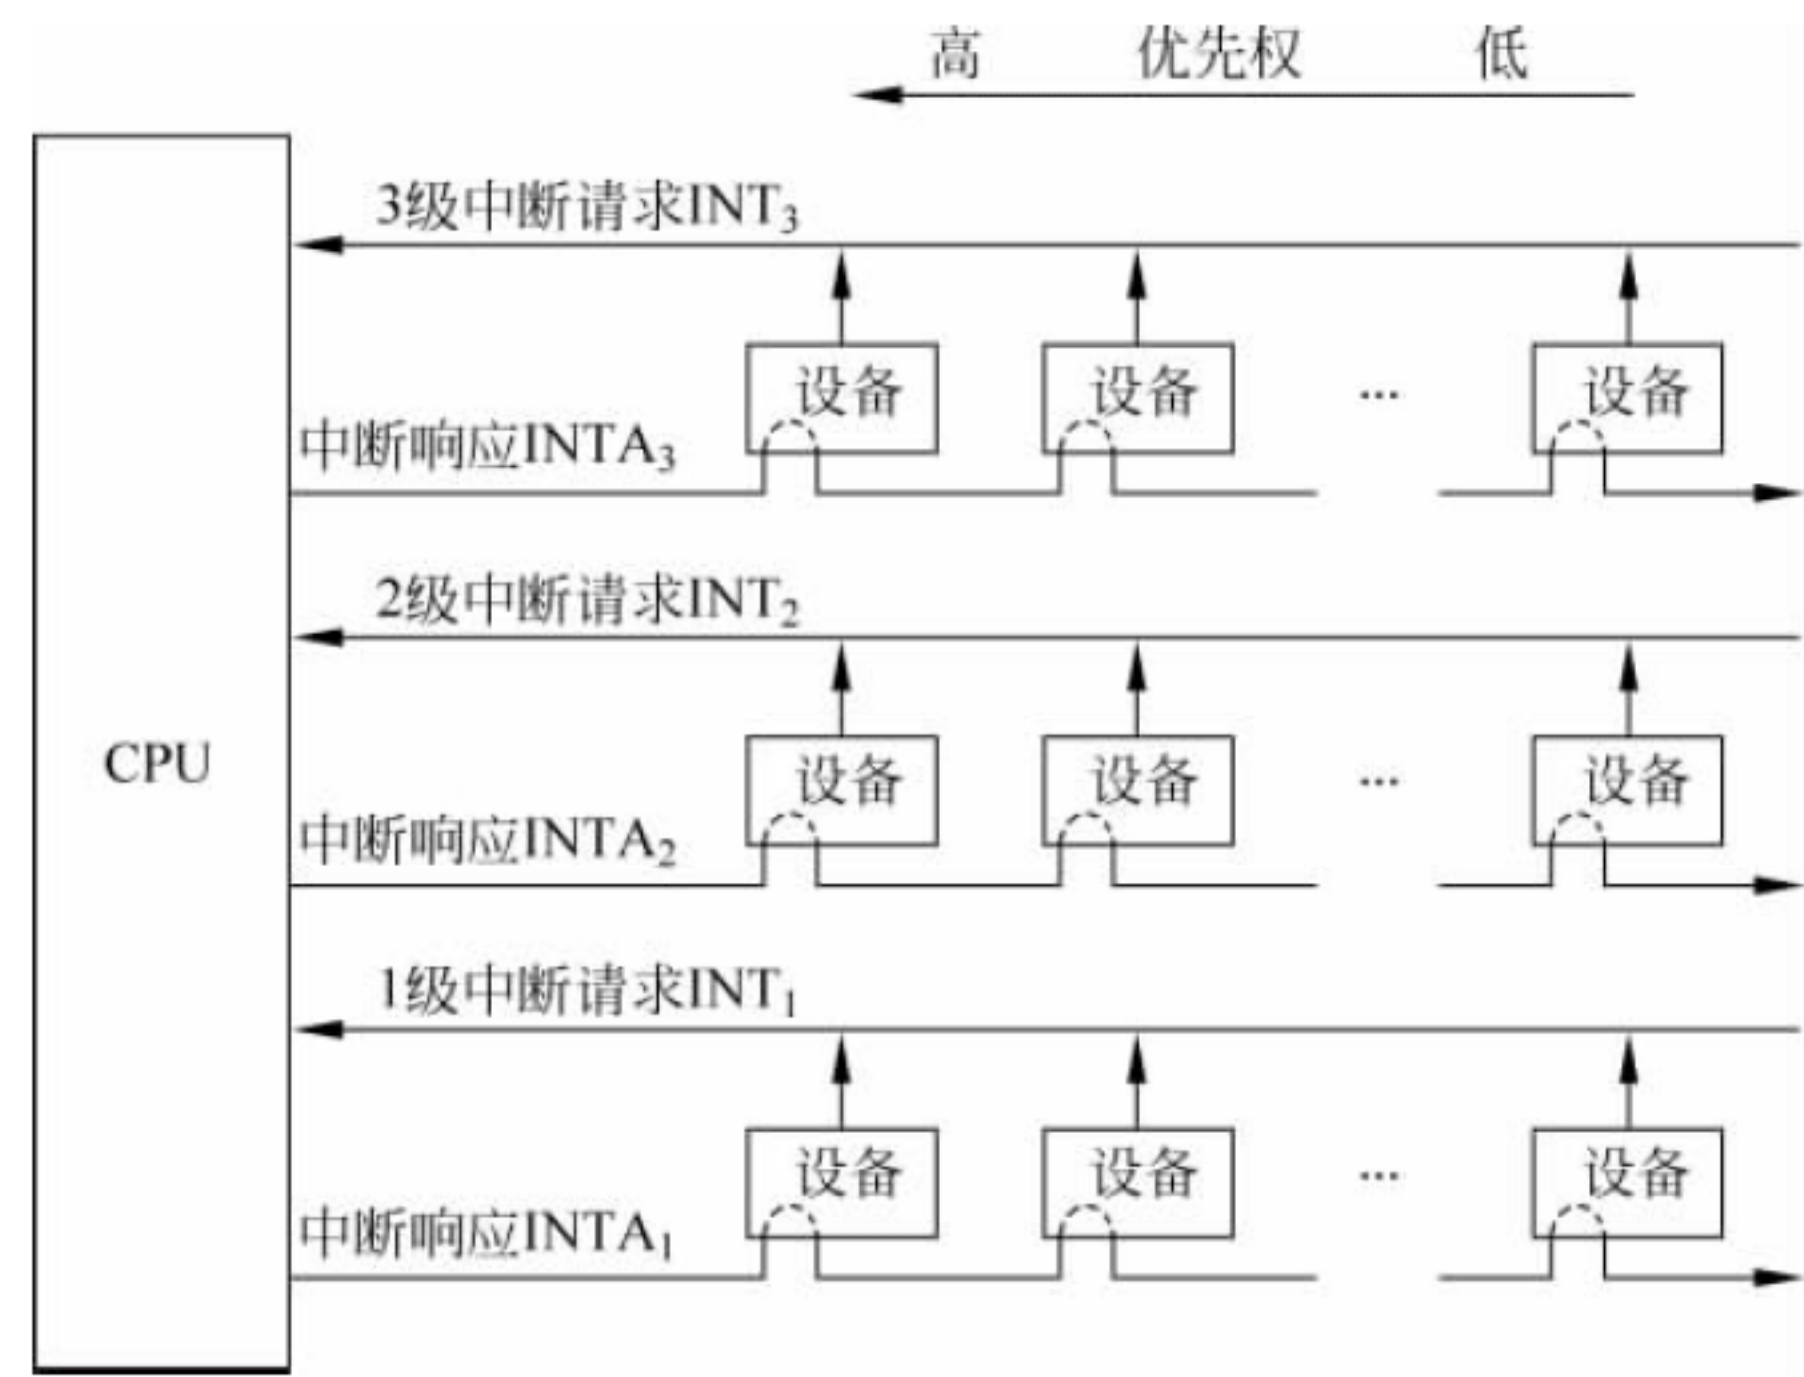 高 优先权 低
3级中断请求INT₃
设备 设备 ... 设备
中断响应INTA₃
2级中断请求INT₂
CPU
设备 设备 ... 设备
中断响应INTA₂
1级中断请求INT₁
设备 设备 ... 设备
中断响应INTA₁